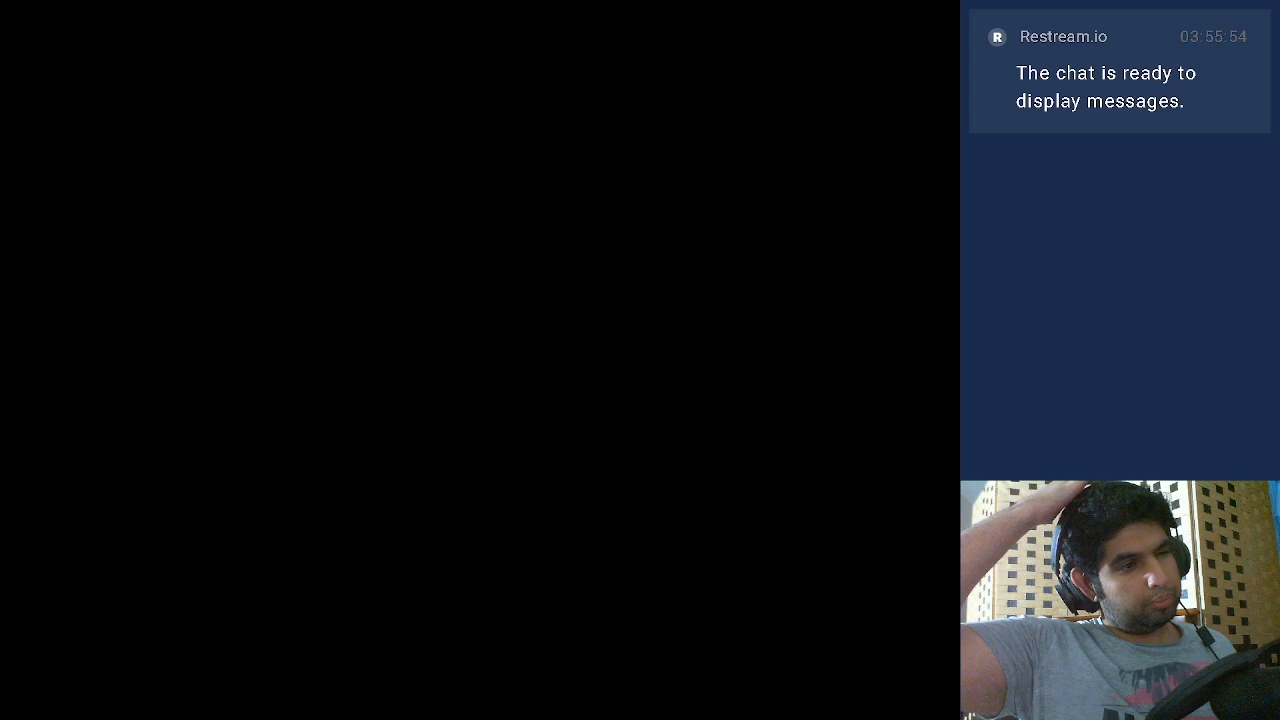 R Restream.io 03:55:54
The chat is ready to
display messages.